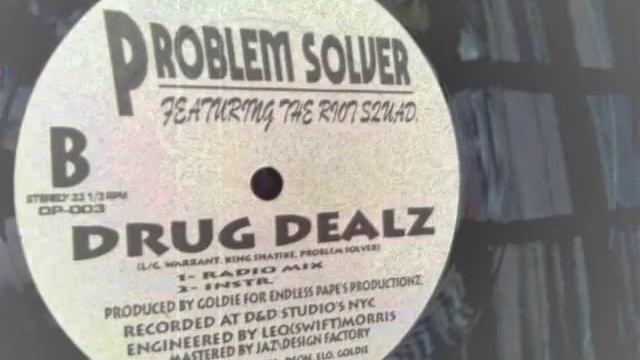 PROBLEM SOLVER
FEATURING THE RIOT SQUAD.
B
STEREO 33 1/3 RPM
DP-003
DRUG DEALZ
(L/G, WARRANT, KING SHATINE, PROBLEM SOLVER)
1- RADIO MIX
2- INSTR.
PRODUCED BY GOLDIE FOR ENDLESS PAPE'S PRODUCTIONZ.
RECORDED AT D&D STUDIO'S NYC
ENGINEERED BY LEO(SWIFT)MORRIS
MASTERED BY JAZ\DESIGN FACTORY
FLO, GOLDIE